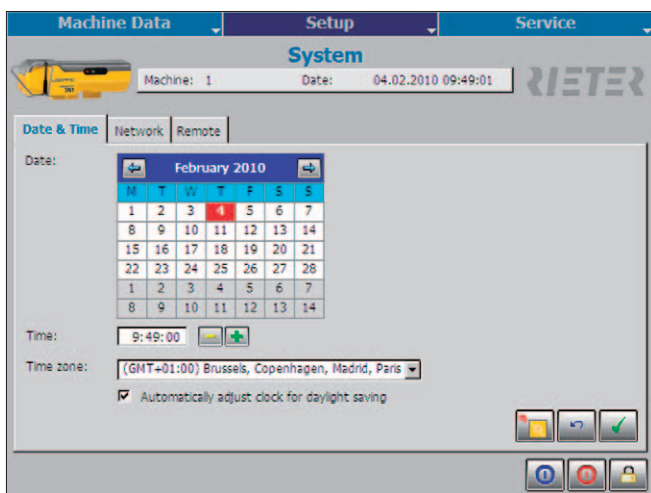 Machine Data Setup Service
System
Machine: 1 Date: 04.02.2010 09:49:01
RIETER
Date & Time Network Remote
Date:
February 2010
M T W T F S S
1 2 3 4 5 6 7
8 9 10 11 12 13 14
15 16 17 18 19 20 21
22 23 24 25 26 27 28
1 2 3 4 5 6 7
8 9 10 11 12 13 14
Time: 9:49:00
Time zone: (GMT+01:00) Brussels, Copenhagen, Madrid, Paris
Automatically adjust clock for daylight saving